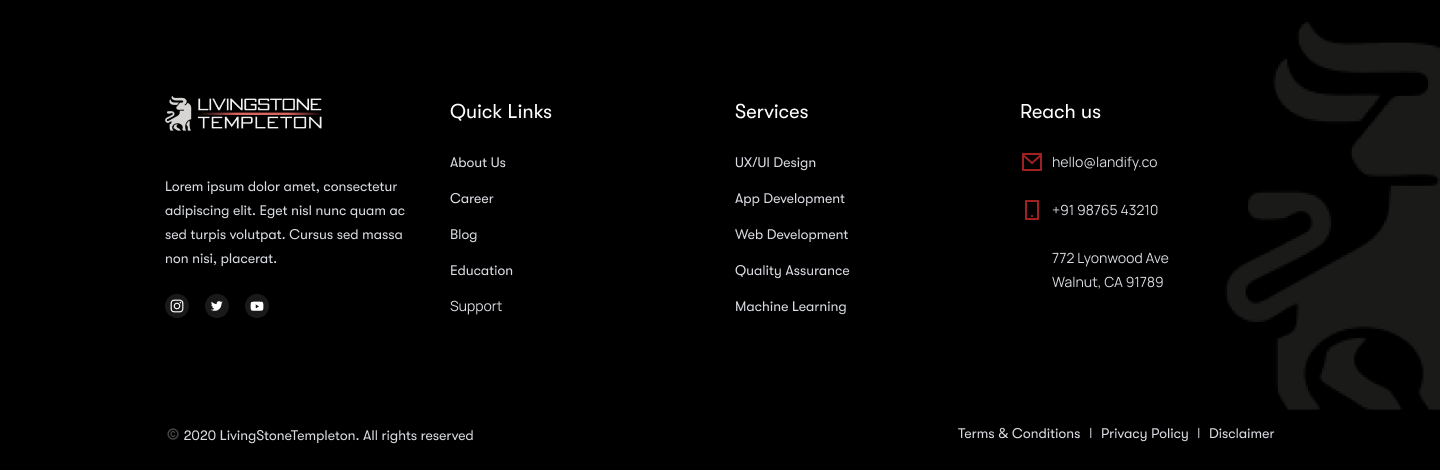 LIVINGSTONE
TEMPLETON
Lorem ipsum dolor amet, consectetur
adipiscing elit. Eget nisl nunc quam ac
sed turpis volutpat. Cursus sed massa
non nisi, placerat.
Quick Links
About Us
Career
Blog
Education
Support
Services
UX/UI Design
App Development
Web Development
Quality Assurance
Machine Learning
Reach us
hello@landify.co
+91 98765 43210
772 Lyonwood Ave
Walnut, CA 91789
© 2020 LivingStoneTempleton. All rights reserved
Terms & Conditions | Privacy Policy | Disclaimer